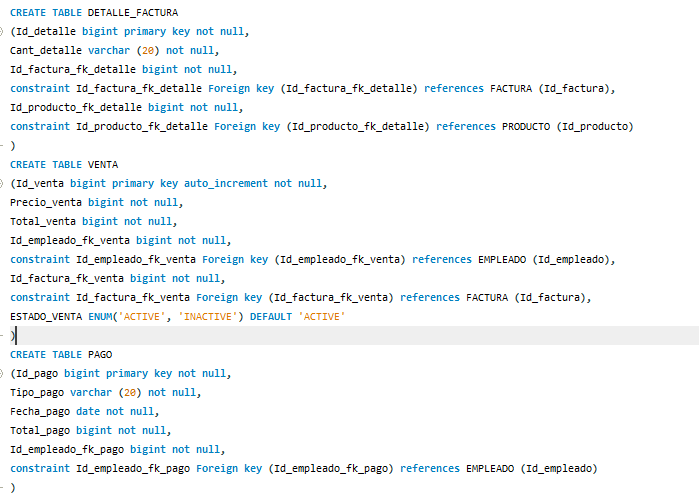 CREATE TABLE DETALLE_FACTURA
(Id_detalle bigint primary key not null,
Cant_detalle varchar (20) not null,
Id_factura_fk_detalle bigint not null,
constraint Id_factura_fk_detalle Foreign key (Id_factura_fk_detalle) references FACTURA (Id_factura),
Id_producto_fk_detalle bigint not null,
constraint Id_producto_fk_detalle Foreign key (Id_producto_fk_detalle) references PRODUCTO (Id_producto)
)
CREATE TABLE VENTA
(Id_venta bigint primary key auto_increment not null,
Precio_venta bigint not null,
Total_venta bigint not null,
Id_empleado_fk_venta bigint not null,
constraint Id_empleado_fk_venta Foreign key (Id_empleado_fk_venta) references EMPLEADO (Id_empleado),
Id_factura_fk_venta bigint not null,
constraint Id_factura_fk_venta Foreign key (Id_factura_fk_venta) references FACTURA (Id_factura),
ESTADO_VENTA ENUM('ACTIVE', 'INACTIVE') DEFAULT 'ACTIVE'
)
CREATE TABLE PAGO
(Id_pago bigint primary key not null,
Tipo_pago varchar (20) not null,
Fecha_pago date not null,
Total_pago bigint not null,
Id_empleado_fk_pago bigint not null,
constraint Id_empleado_fk_pago Foreign key (Id_empleado_fk_pago) references EMPLEADO (Id_empleado)
)